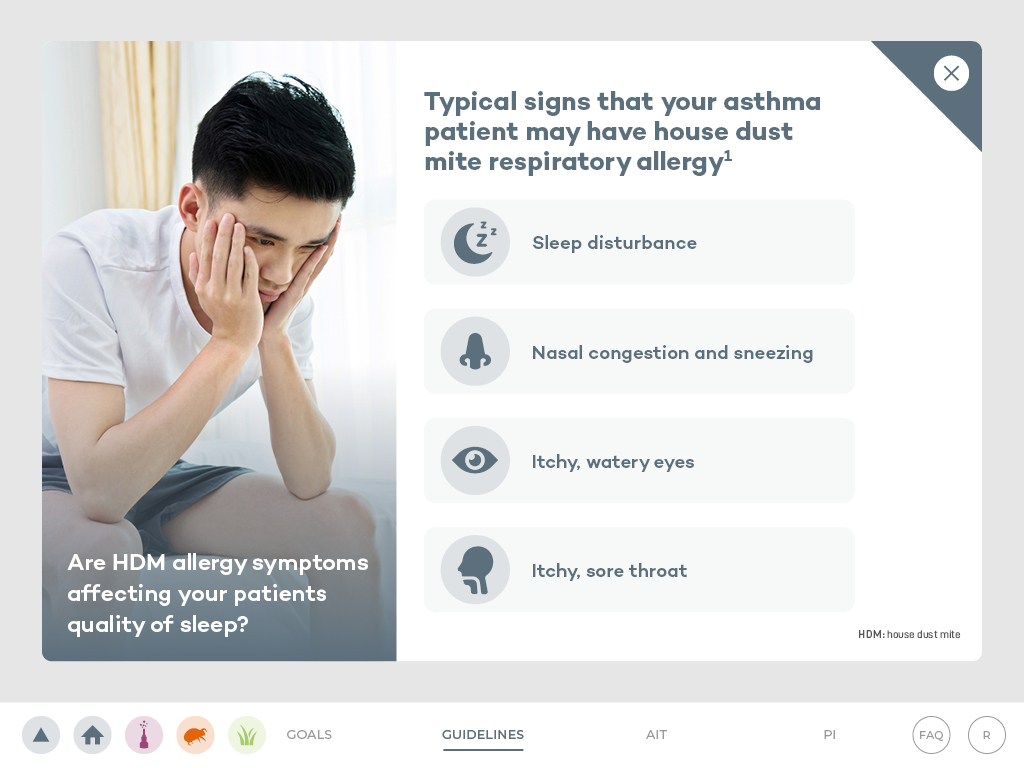 Typical signs that your asthma
patient may have house dust
mite respiratory allergy¹
z
z
z
Sleep disturbance
Nasal congestion and sneezing
Itchy, watery eyes
Itchy, sore throat
Are HDM allergy symptoms
affecting your patients
quality of sleep?
HDM: house dust mite
GOALS
GUIDELINES
AIT
PI
FAQ
R